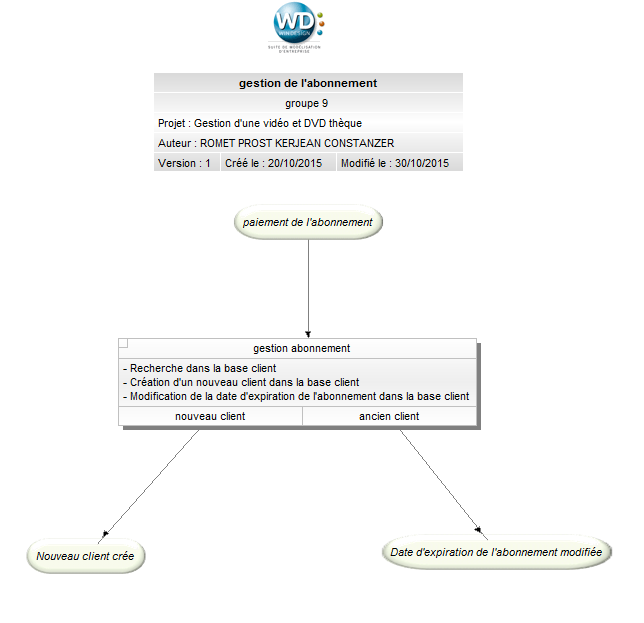 WD
WIN DESIGN
SUITE DE MODÉLISATION
D'ENTREPRISE
gestion de l'abonnement
groupe 9
Projet : Gestion d'une vidéo et DVD thèque
Auteur : ROMET PROST KERJEAN CONSTANZER
Version : 1 Créé le : 20/10/2015 Modifié le : 30/10/2015
paiement de l'abonnement
gestion abonnement
- Recherche dans la base client
- Création d'un nouveau client dans la base client
- Modification de la date d'expiration de l'abonnement dans la base client
nouveau client ancien client
Nouveau client crée
Date d'expiration de l'abonnement modifiée